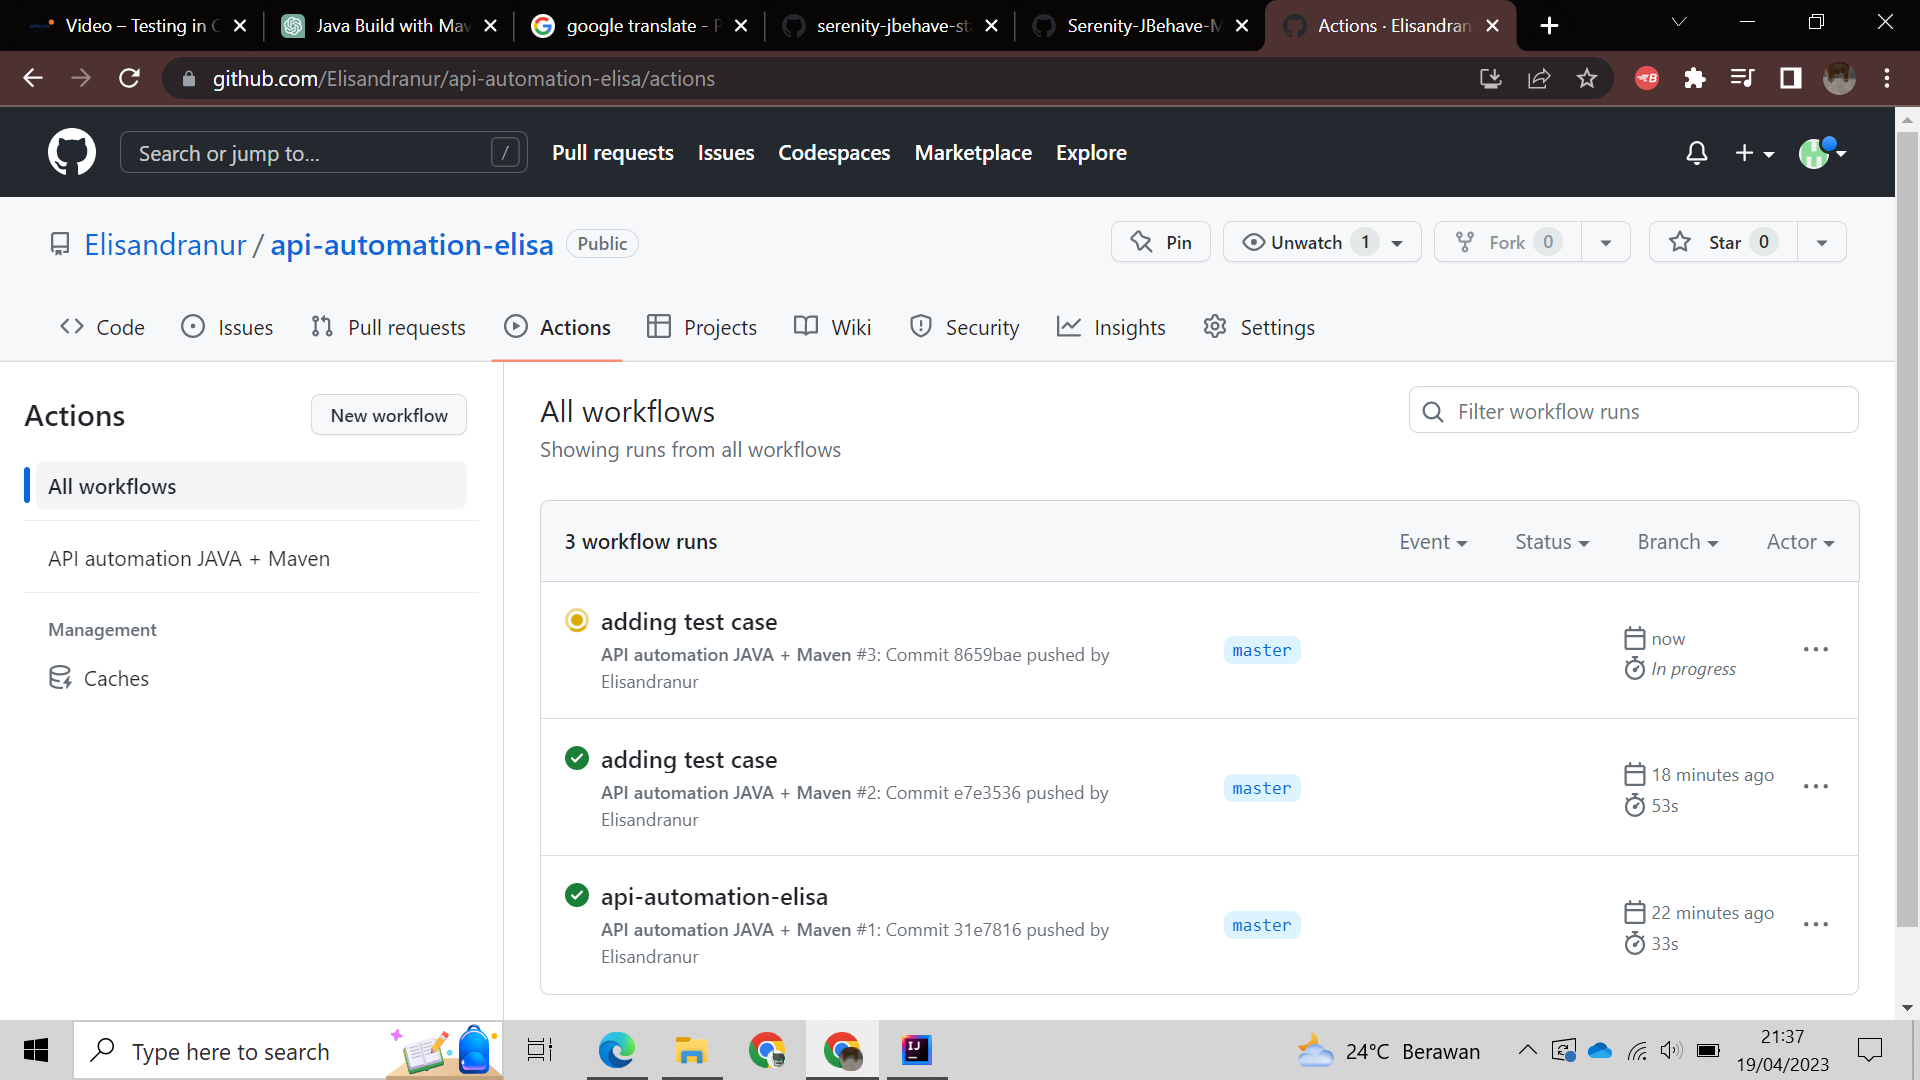 Video – Testing in C
Java Build with Mav
google translate - P
serenity-jbehave-sta
Serenity-JBehave-M
Actions · Elisandran
github.com/Elisandranur/api-automation-elisa/actions
Search or jump to... /
Pull requests Issues Codespaces Marketplace Explore
Elisandranur / api-automation-elisa Public
Pin Unwatch 1 Fork 0 Star 0
Code Issues Pull requests Actions Projects Wiki Security Insights Settings
Actions
New workflow
All workflows
API automation JAVA + Maven
Management
Caches
All workflows
Showing runs from all workflows
Filter workflow runs
3 workflow runs
Event Status Branch Actor
adding test case
API automation JAVA + Maven #3: Commit 8659bae pushed by
Elisandranur
master
now
In progress
adding test case
API automation JAVA + Maven #2: Commit e7e3536 pushed by
Elisandranur
master
18 minutes ago
53s
api-automation-elisa
API automation JAVA + Maven #1: Commit 31e7816 pushed by
Elisandranur
master
22 minutes ago
33s
Type here to search
IJ
24°C Berawan
21:37
19/04/2023